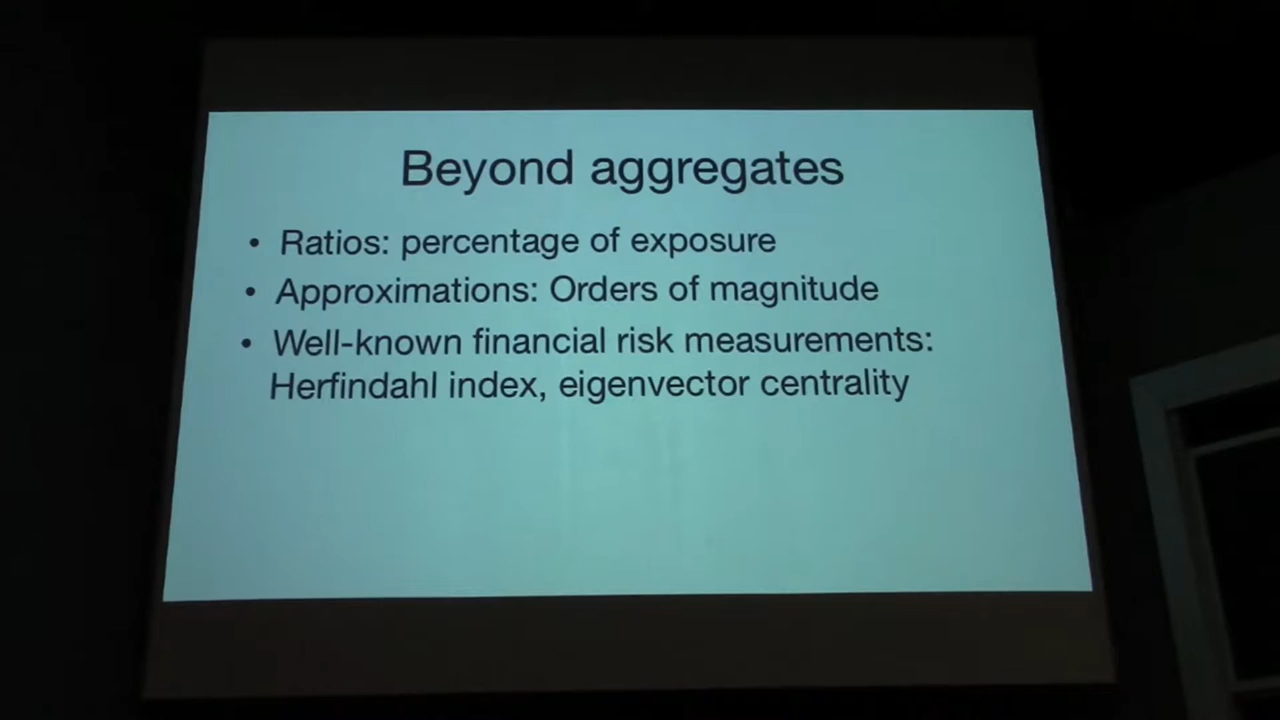 Beyond aggregates
• Ratios: percentage of exposure
• Approximations: Orders of magnitude
• Well-known financial risk measurements:
Herfindahl index, eigenvector centrality